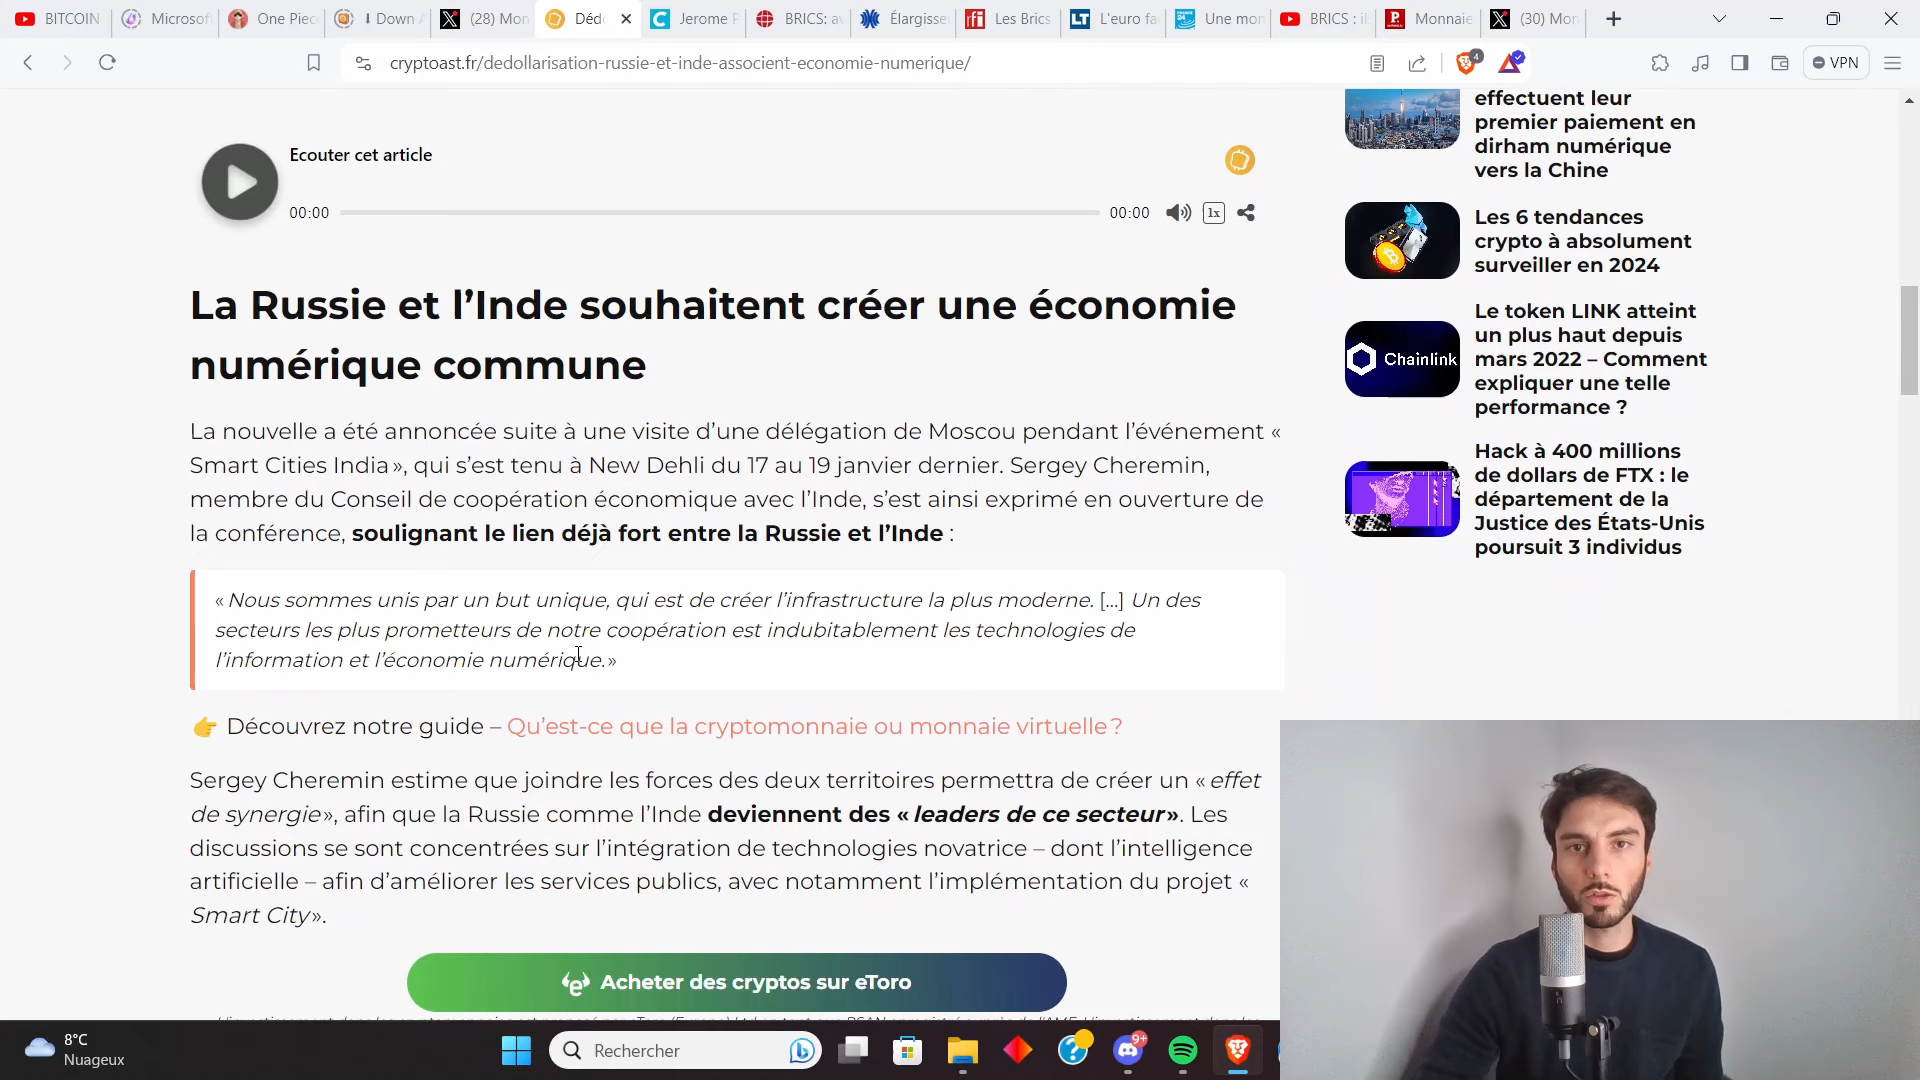 BITCOIN
Microsof
One Piec
Down
(28) Mon
Déd
Jerome
BRICS: a
Élargisse
Les Brics
L'euro fa
Une mon
BRICS : il
Monnaie
(30) Mon
cryptoast.fr/dedollarisation-russie-et-inde-associent-economie-numerique/
4
VPN
effectuent leur
premier paiement en
dirham numérique
vers la Chine
Ecouter cet article
00:00
00:00
1x
Les 6 tendances
crypto à absolument
surveiller en 2024
La Russie et l’Inde souhaitent créer une économie
numérique commune
Chainlink
Le token LINK atteint
un plus haut depuis
mars 2022 – Comment
expliquer une telle
performance ?
La nouvelle a été annoncée suite à une visite d’une délégation de Moscou pendant l’événement «
Smart Cities India », qui s’est tenu à New Dehli du 17 au 19 janvier dernier. Sergey Cheremin,
membre du Conseil de coopération économique avec l’Inde, s’est ainsi exprimé en ouverture de
la conférence, soulignant le lien déjà fort entre la Russie et l’Inde :
Hack à 400 millions
de dollars de FTX : le
département de la
Justice des États-Unis
poursuit 3 individus
« Nous sommes unis par un but unique, qui est de créer l’infrastructure la plus moderne. […] Un des
secteurs les plus prometteurs de notre coopération est indubitablement les technologies de
l’information et l’économie numérique. »
Découvrez notre guide – Qu’est-ce que la cryptomonnaie ou monnaie virtuelle ?
Sergey Cheremin estime que joindre les forces des deux territoires permettra de créer un « effet
de synergie », afin que la Russie comme l’Inde deviennent des « leaders de ce secteur ». Les
discussions se sont concentrées sur l’intégration de technologies novatrice – dont l’intelligence
artificielle – afin d’améliorer les services publics, avec notamment l’implémentation du projet «
Smart City ».
Acheter des cryptos sur eToro
8°C
Nuageux
Rechercher
9+